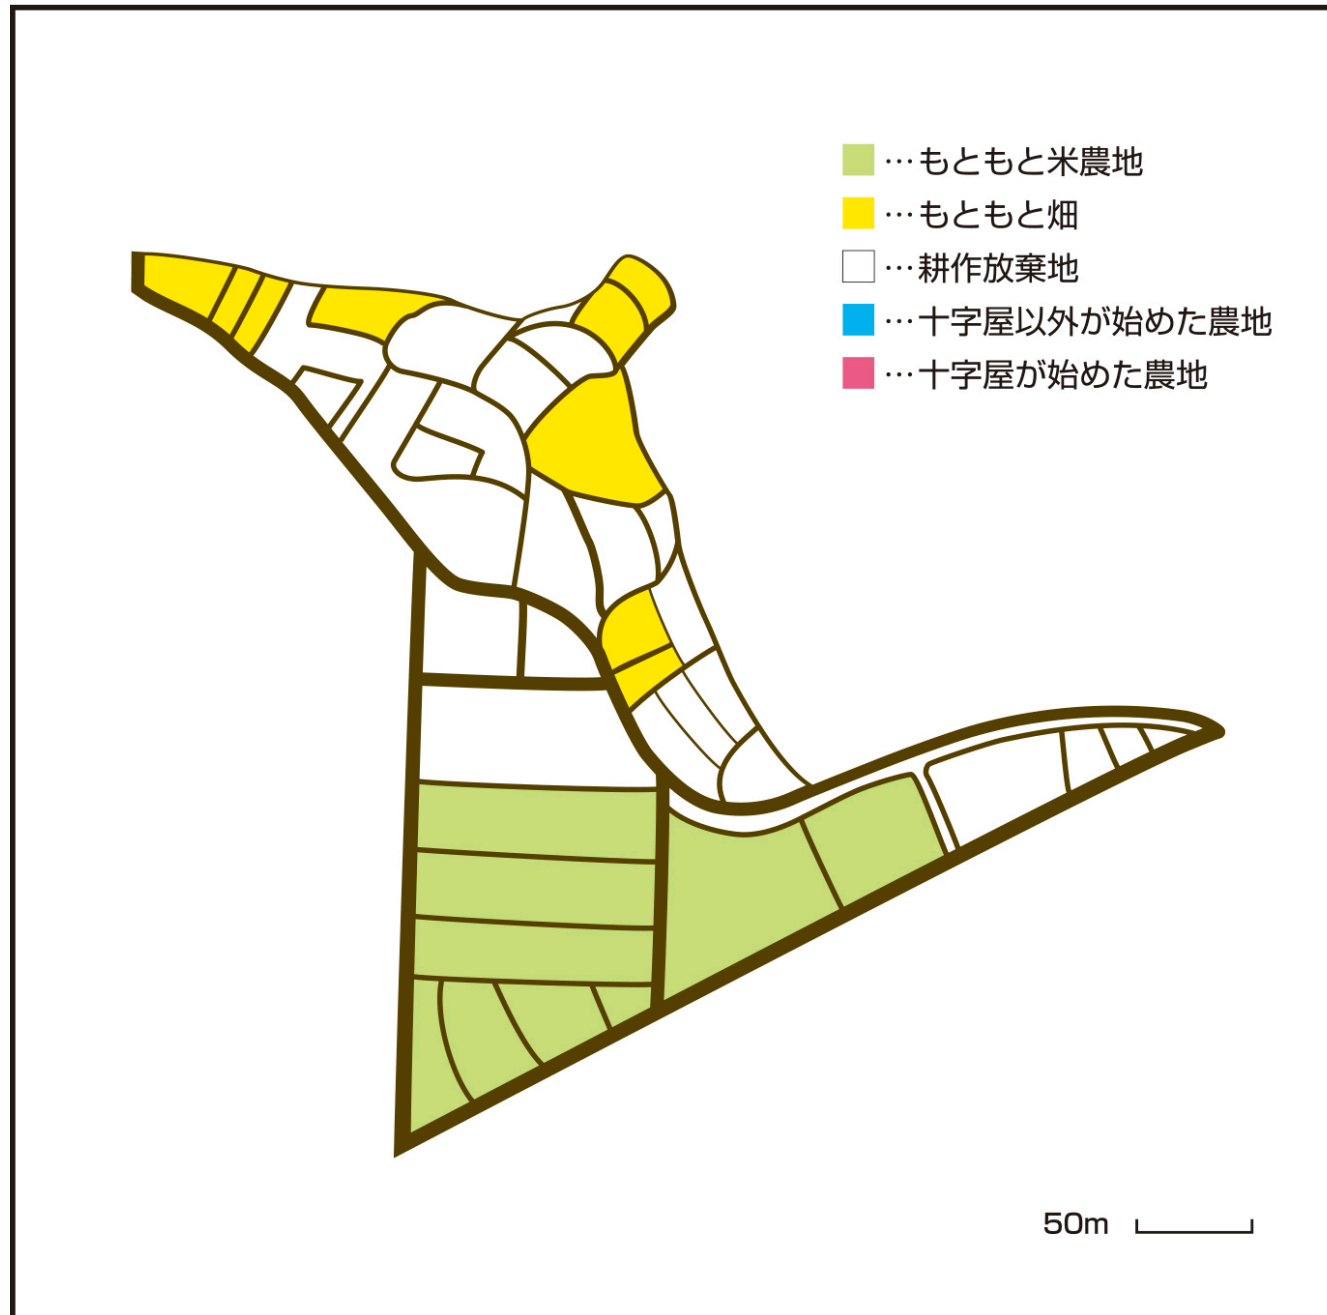 …もともと米農地
…もともと畑
…耕作放棄地
…十字屋以外が始めた農地
…十字屋が始めた農地
50m